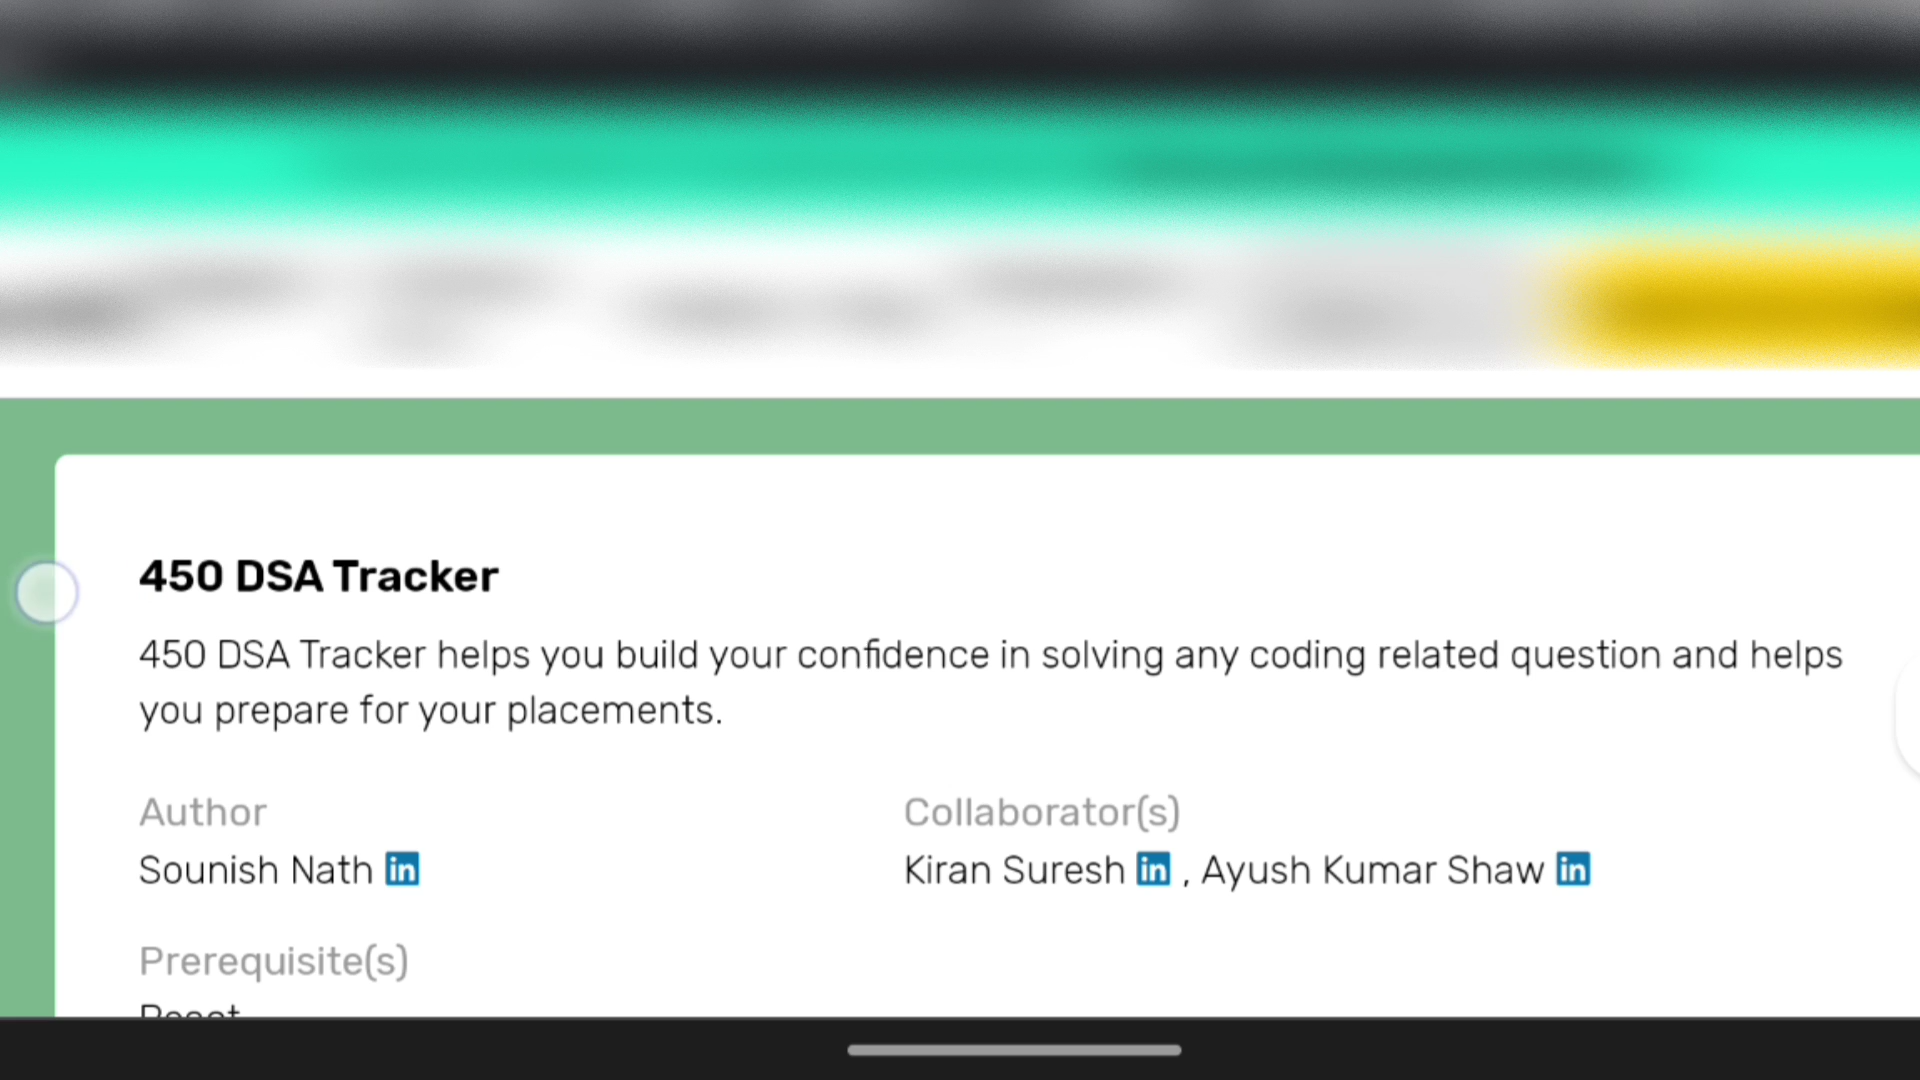 450 DSA Tracker
450 DSA Tracker helps you build your confidence in solving any coding related question and helps
you prepare for your placements.
Author
Collaborator(s)
Sounish Nath in
Kiran Suresh in , Ayush Kumar Shaw in
Prerequisite(s)
React